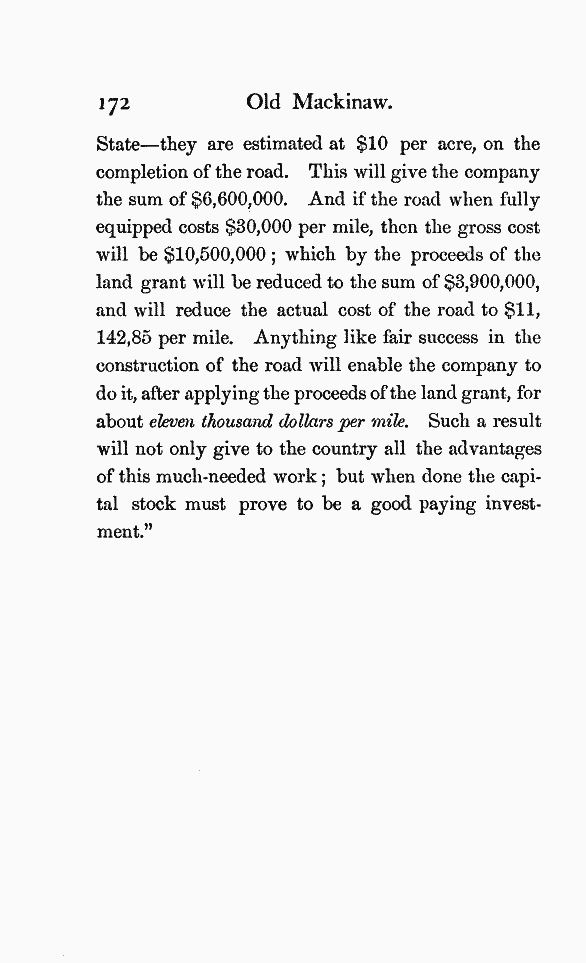 172 Old Mackinaw.
State—they are estimated at $10 per acre, on the
completion of the road. This will give the company
the sum of $6,600,000. And if the road when fully
equipped costs $30,000 per mile, then the gross cost
will be $10,500,000 ; which by the proceeds of the
land grant will be reduced to the sum of $3,900,000,
and will reduce the actual cost of the road to $11,
142,85 per mile. Anything like fair success in the
construction of the road will enable the company to
do it, after applying the proceeds of the land grant, for
about eleven thousand dollars per mile. Such a result
will not only give to the country all the advantages
of this much-needed work ; but when done the capi-
tal stock must prove to be a good paying invest-
ment.”